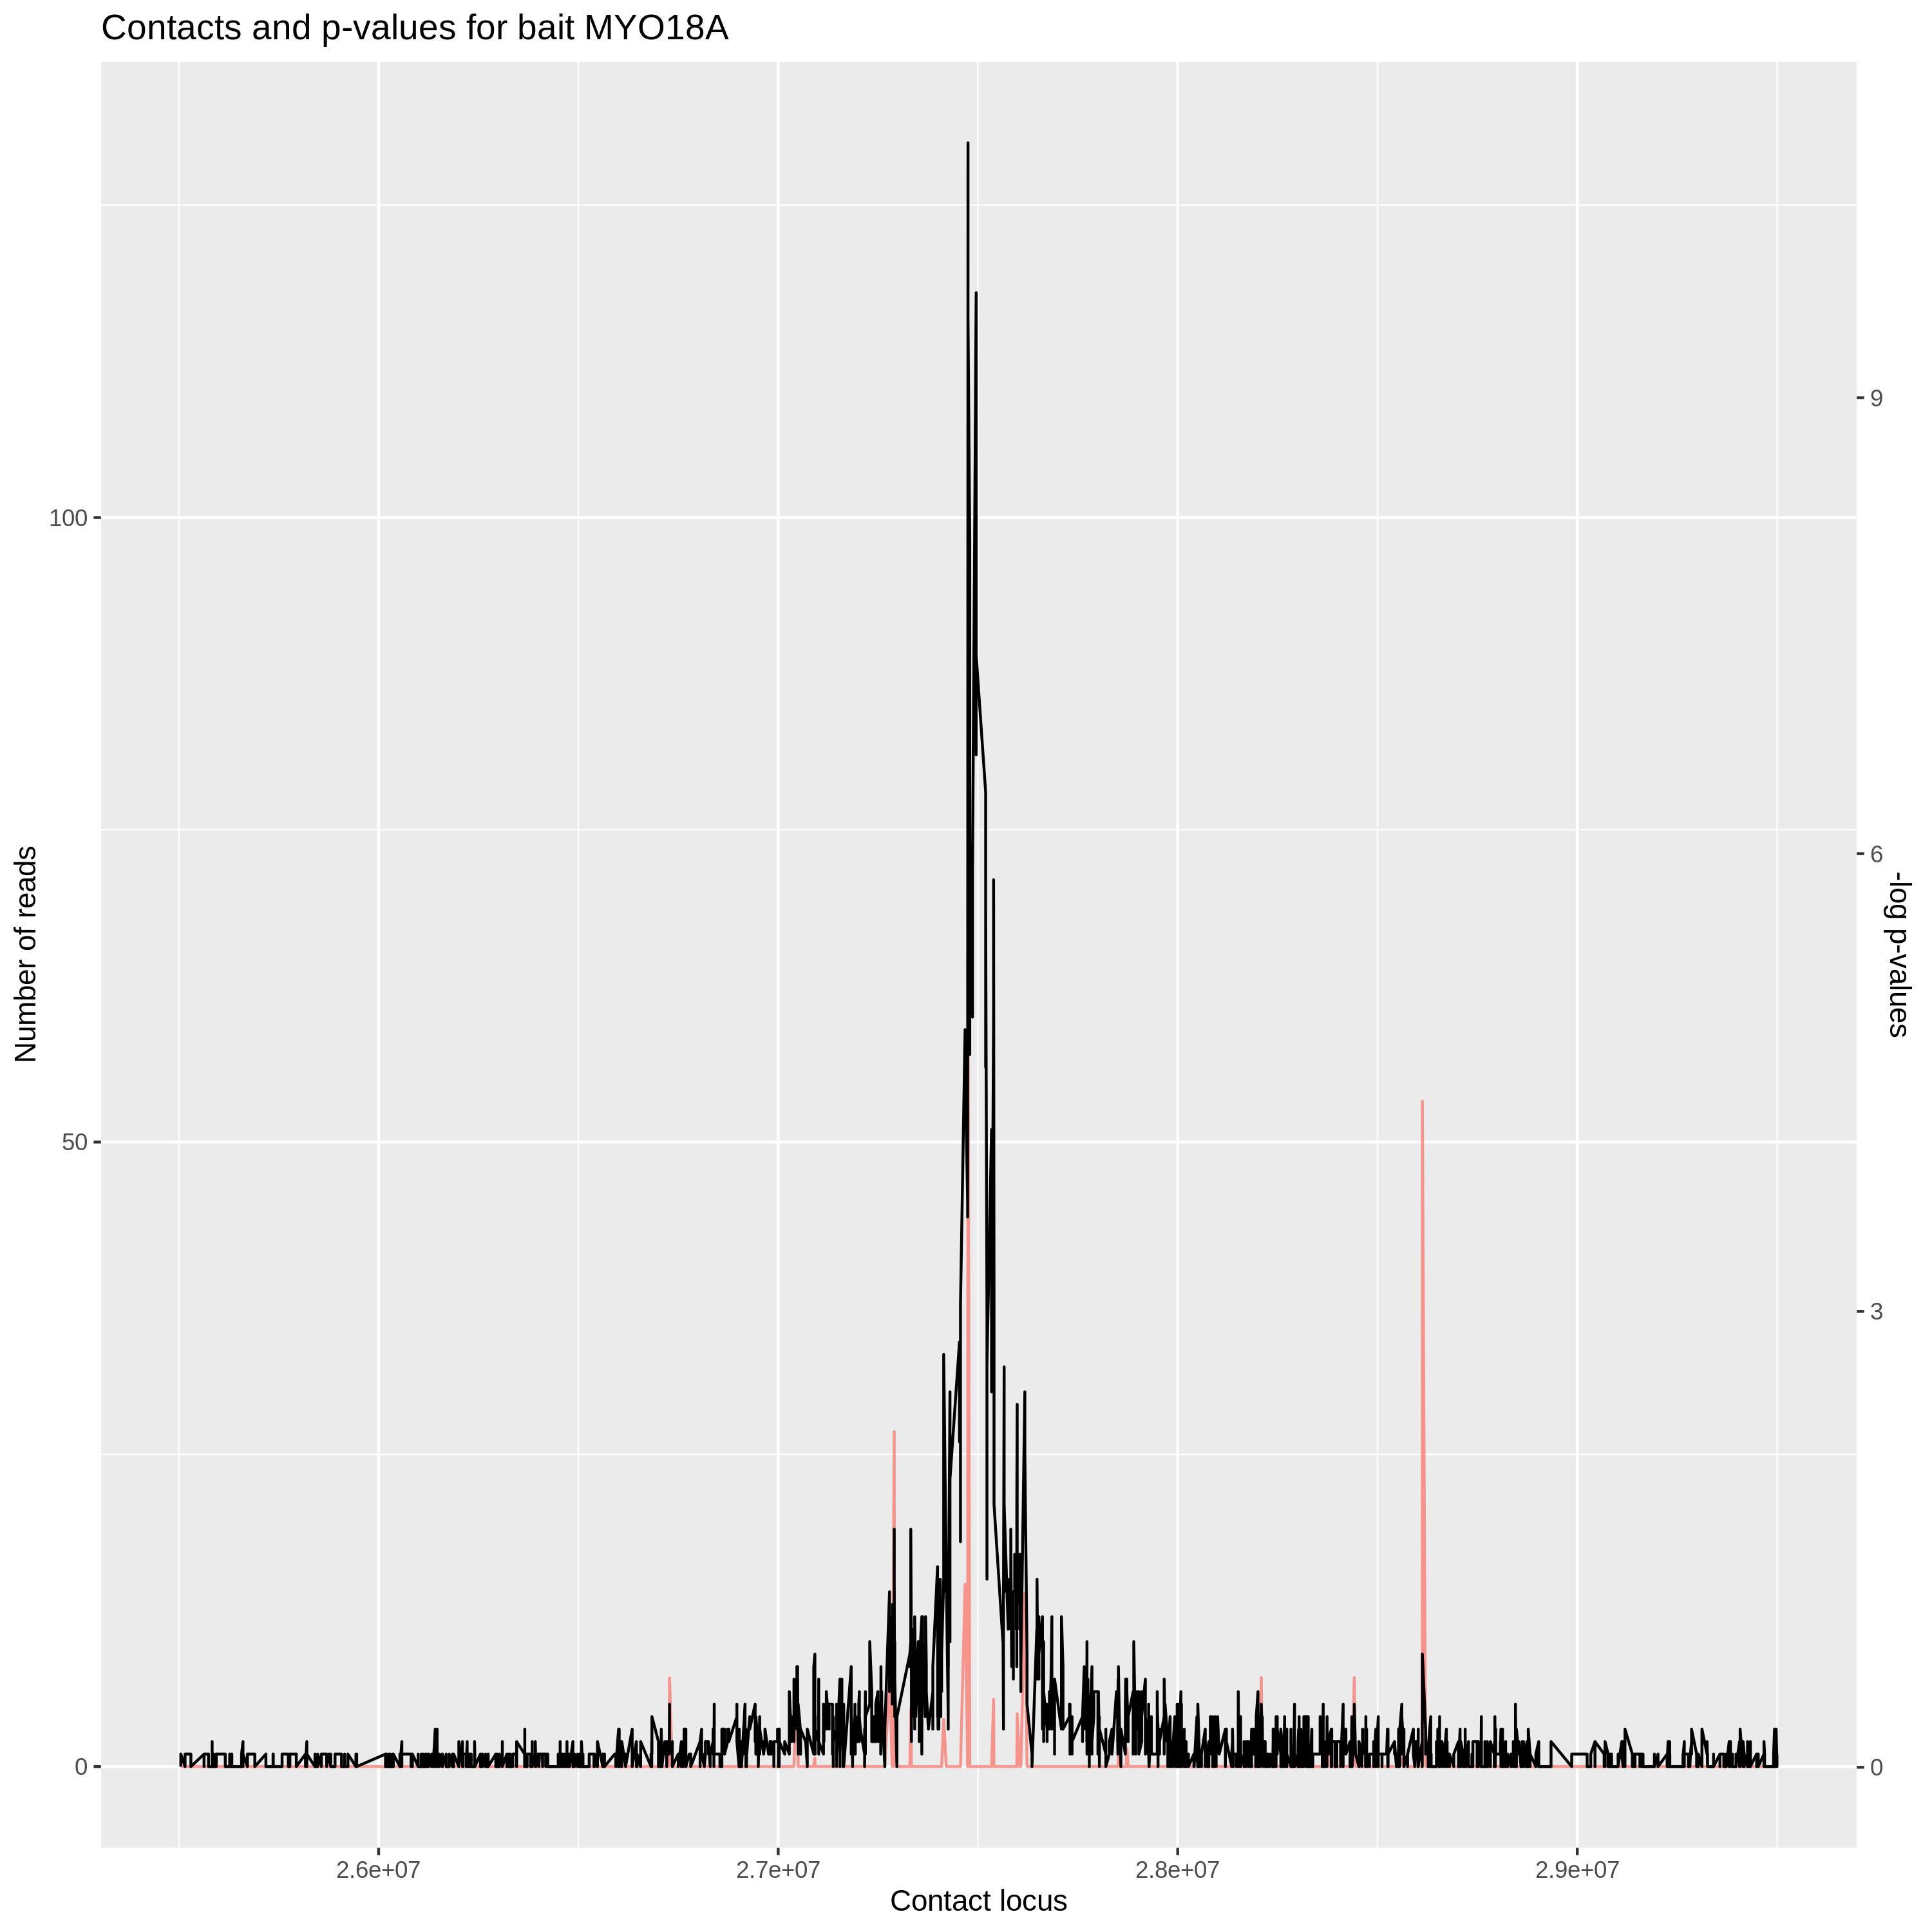 Contacts and p-values for bait MYO18A
Number of reads
100
50
0
9
6
3
0
-log p-values
2.6e+07
2.7e+07
2.8e+07
2.9e+07
Contact locus